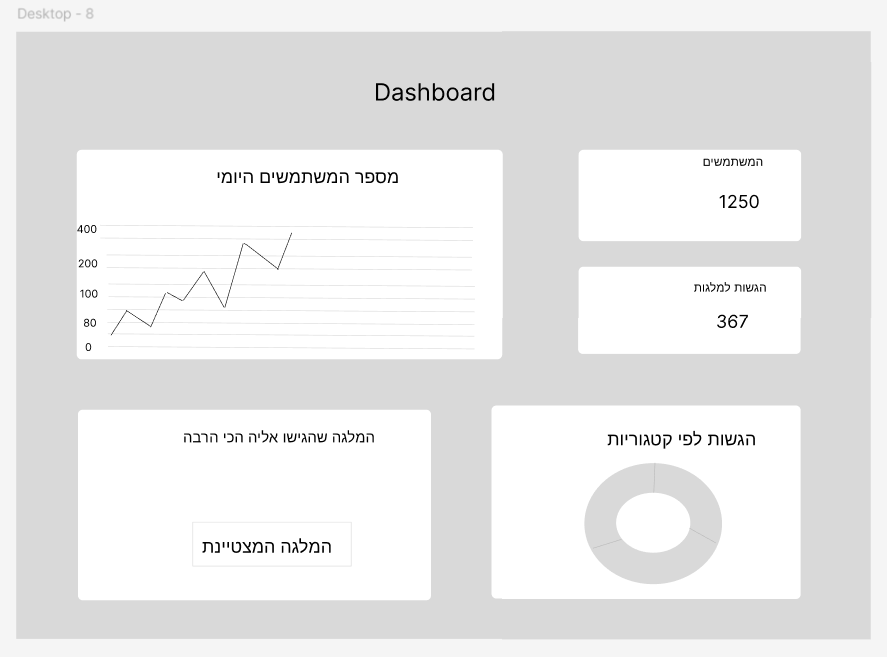 Desktop - 8
Dashboard
מספר המשתמשים היומי
400
200
100
80
0
המשתמשים
1250
הגשות למלגות
367
המלגה שהגישו אליה הכי הרבה
המלגה המצטיינת
הגשות לפי קטגוריות